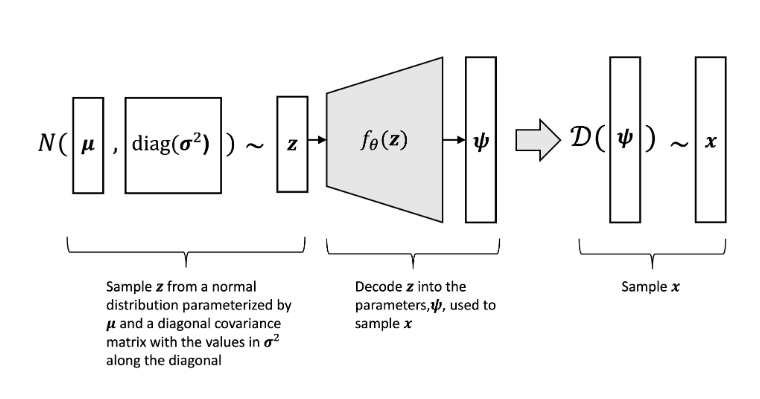 N( μ , diag(σ²) ) ~ z f_θ(z) ψ 𝒟( ψ ) ~ x
Sample z from a normal
distribution parameterized by
μ and a diagonal covariance
matrix with the values in σ²
along the diagonal
Decode z into the
parameters,ψ, used to
sample x
Sample x